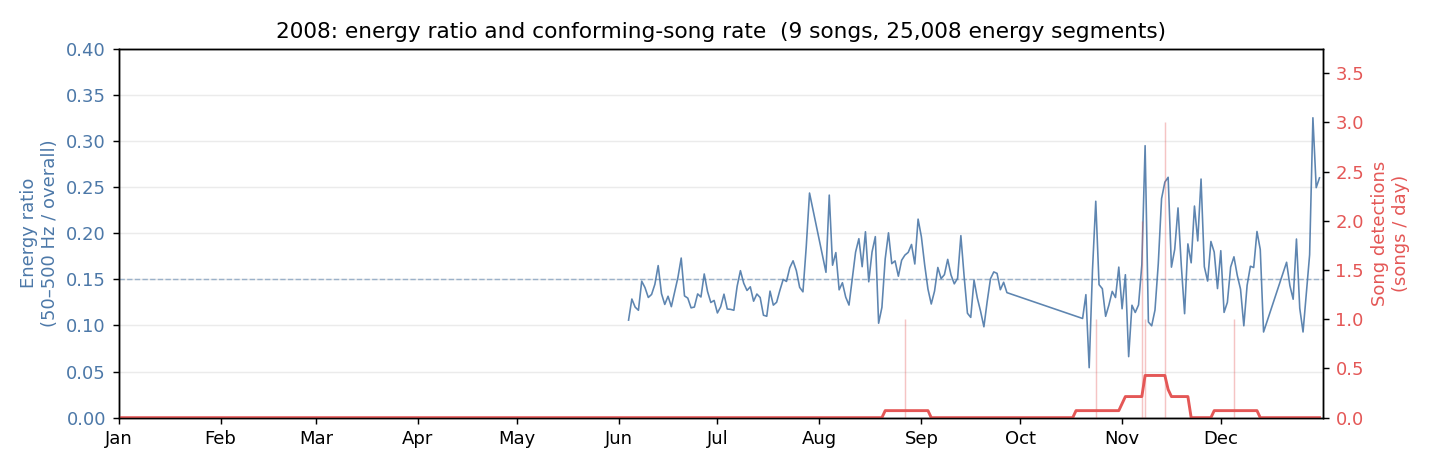 2008: energy ratio and conforming-song rate (9 songs, 25,008 energy segments)
Energy ratio
(50–500 Hz / overall)
0.40
0.35
0.30
0.25
0.20
0.15
0.10
0.05
0.00
Jan Feb Mar Apr May Jun Jul Aug Sep Oct Nov Dec
3.5
3.0
2.5
2.0
1.5
1.0
0.5
0.0
Song detections
(songs / day)